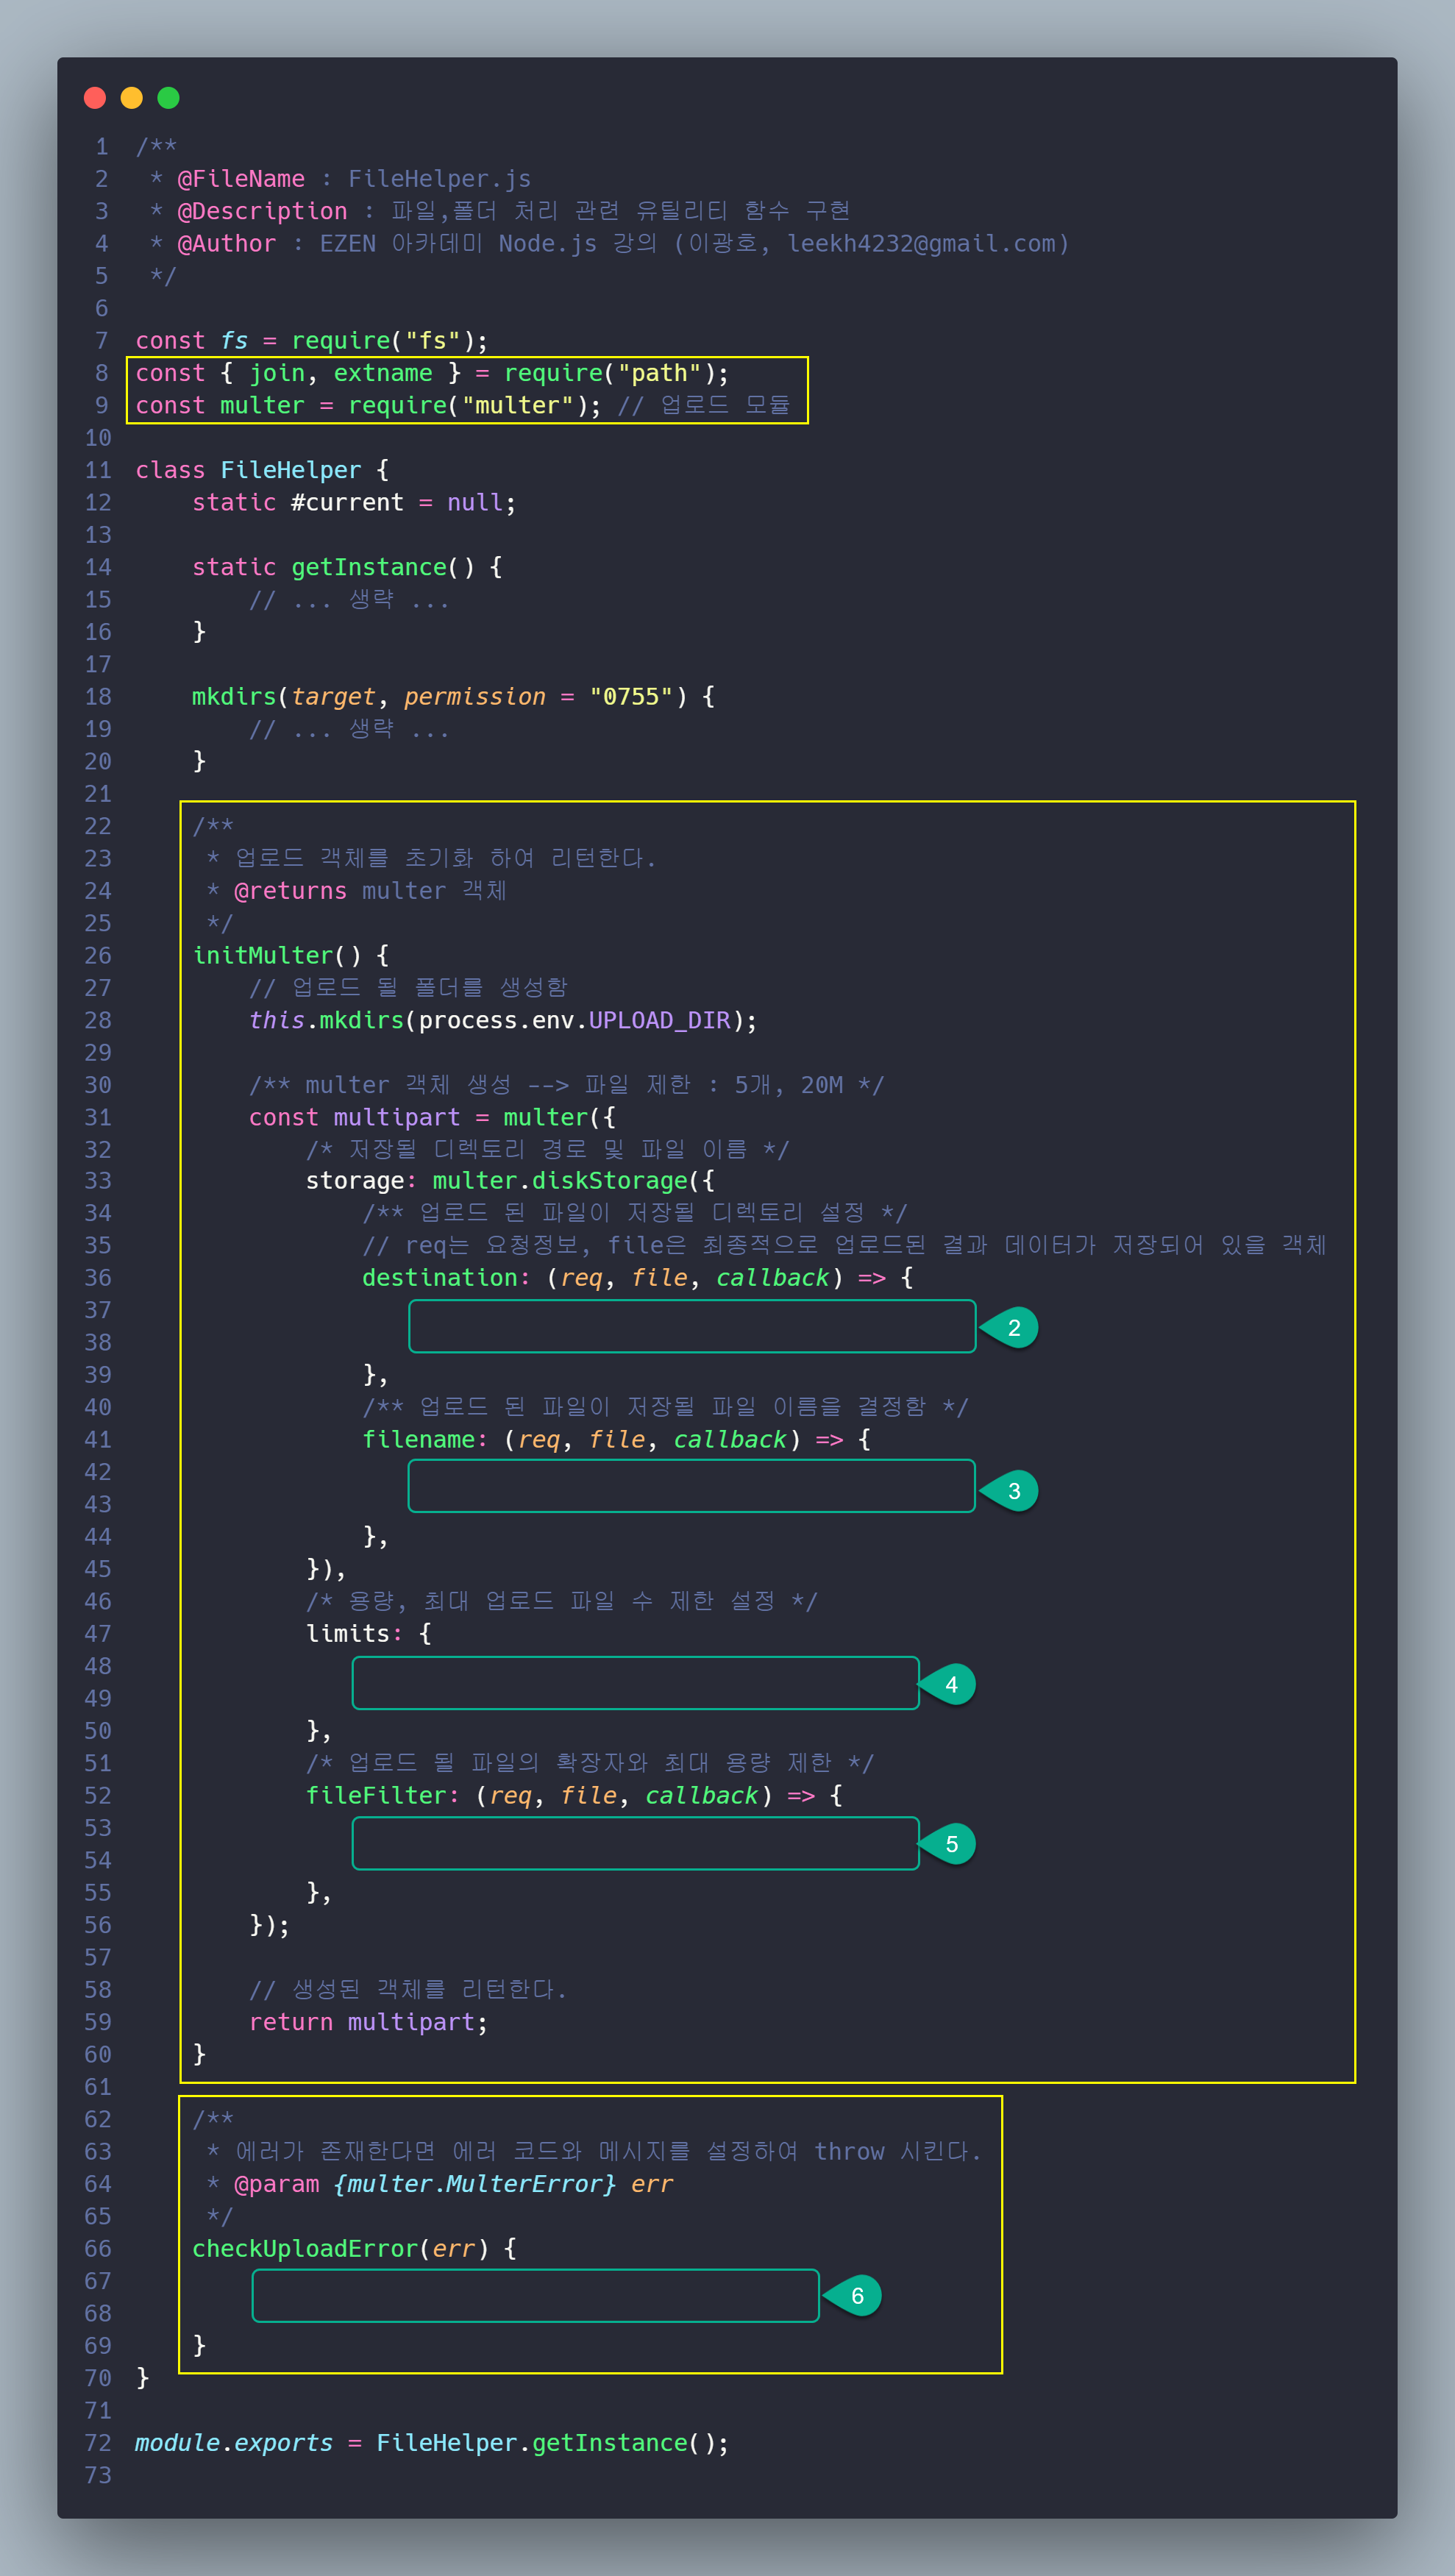 1 /**
2 * @FileName : FileHelper.js
3 * @Description : 파일,폴더 처리 관련 유틸리티 함수 구현
4 * @Author : EZEN 아카데미 Node.js 강의 (이광호, leekh4232@gmail.com)
5 */
6
7 const fs = require("fs");
8 const { join, extname } = require("path");
9 const multer = require("multer"); // 업로드 모듈
10
11 class FileHelper {
12 static #current = null;
13
14 static getInstance() {
15 // ... 생략 ...
16 }
17
18 mkdirs(target, permission = "0755") {
19 // ... 생략 ...
20 }
21
22 /**
23 * 업로드 객체를 초기화 하여 리턴한다.
24 * @returns multer 객체
25 */
26 initMulter() {
27 // 업로드 될 폴더를 생성함
28 this.mkdirs(process.env.UPLOAD_DIR);
29
30 /** multer 객체 생성 --> 파일 제한 : 5개, 20M */
31 const multipart = multer({
32 /* 저장될 디렉토리 경로 및 파일 이름 */
33 storage: multer.diskStorage({
34 /** 업로드 된 파일이 저장될 디렉토리 설정 */
35 // req는 요청정보, file은 최종적으로 업로드된 결과 데이터가 저장되어 있을 객체
36 destination: (req, file, callback) => {
37
2
38
39 },
40 /** 업로드 된 파일이 저장될 파일 이름을 결정함 */
41 filename: (req, file, callback) => {
42
3
43
44 },
45 }),
46 /* 용량, 최대 업로드 파일 수 제한 설정 */
47 limits: {
48
4
49
50 },
51 /* 업로드 될 파일의 확장자와 최대 용량 제한 */
52 fileFilter: (req, file, callback) => {
53
5
54
55 },
56 });
57
58 // 생성된 객체를 리턴한다.
59 return multipart;
60 }
61
62 /**
63 * 에러가 존재한다면 에러 코드와 메시지를 설정하여 throw 시킨다.
64 * @param {multer.MulterError} err
65 */
66 checkUploadError(err) {
67
6
68
69 }
70 }
71
72 module.exports = FileHelper.getInstance();
73